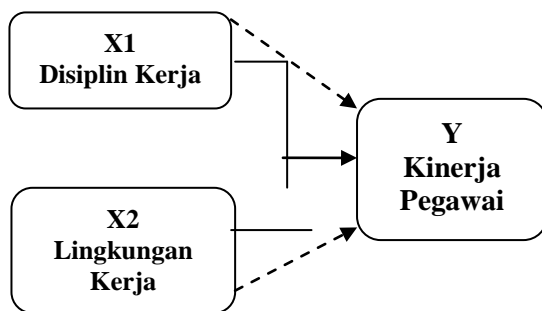 X1
Disiplin Kerja
Y
Kinerja
Pegawai
X2
Lingkungan
Kerja